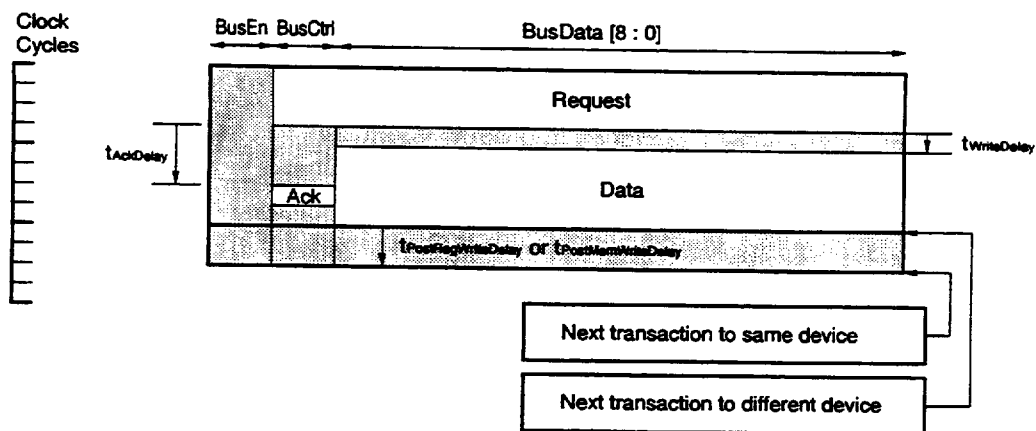 Clock
Cycles
BusEn BusCtrl BusData [8 : 0]
Request
tAckDelay
tWriteDelay
Ack
Data
tPostRegWriteDelay or tPostMemWriteDelay
Next transaction to same device
Next transaction to different device